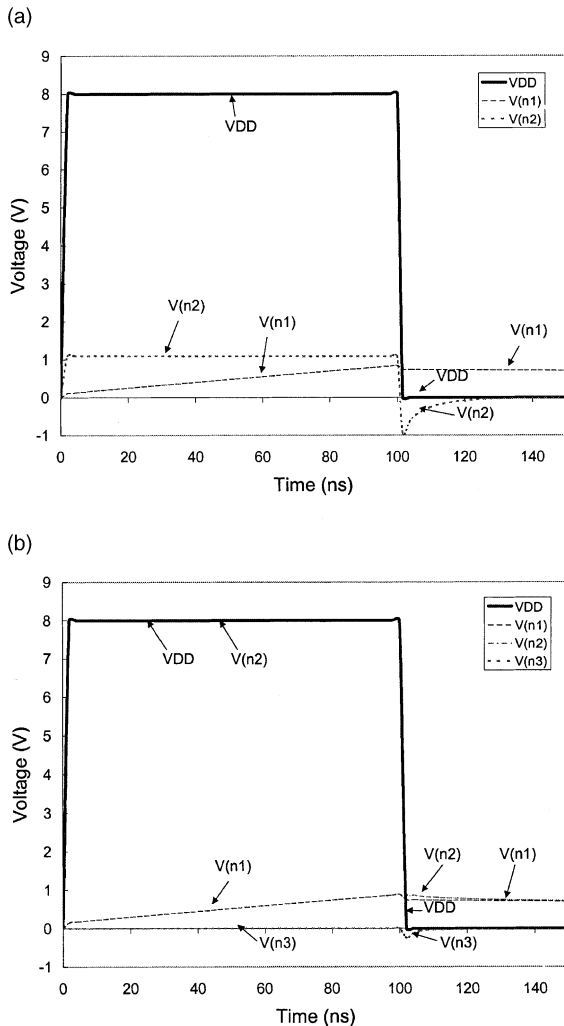 (a)
9
8
7
6
5
4
3
2
1
0
-1
Voltage (V)
VDD
V(n1)
V(n2)
VDD
V(n2)
V(n1)
V(n1)
VDD
V(n2)
0
20
40
60
80
100
120
140
Time (ns)
(b)
9
8
7
6
5
4
3
2
1
0
-1
Voltage (V)
VDD
V(n1)
V(n2)
V(n3)
VDD
V(n2)
V(n1)
V(n2)
V(n1)
VDD
V(n3)
V(n3)
0
20
40
60
80
100
120
140
Time (ns)